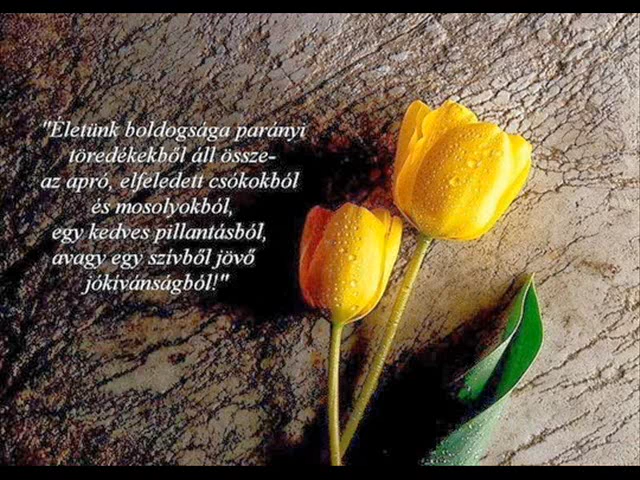 "Életünk boldogsága parányi
töredékekből áll össze-
az apró, elfeledett csókokból
és mosolyokból,
egy kedves pillantásból,
avagy egy szívből jövő
jókívánságból!"